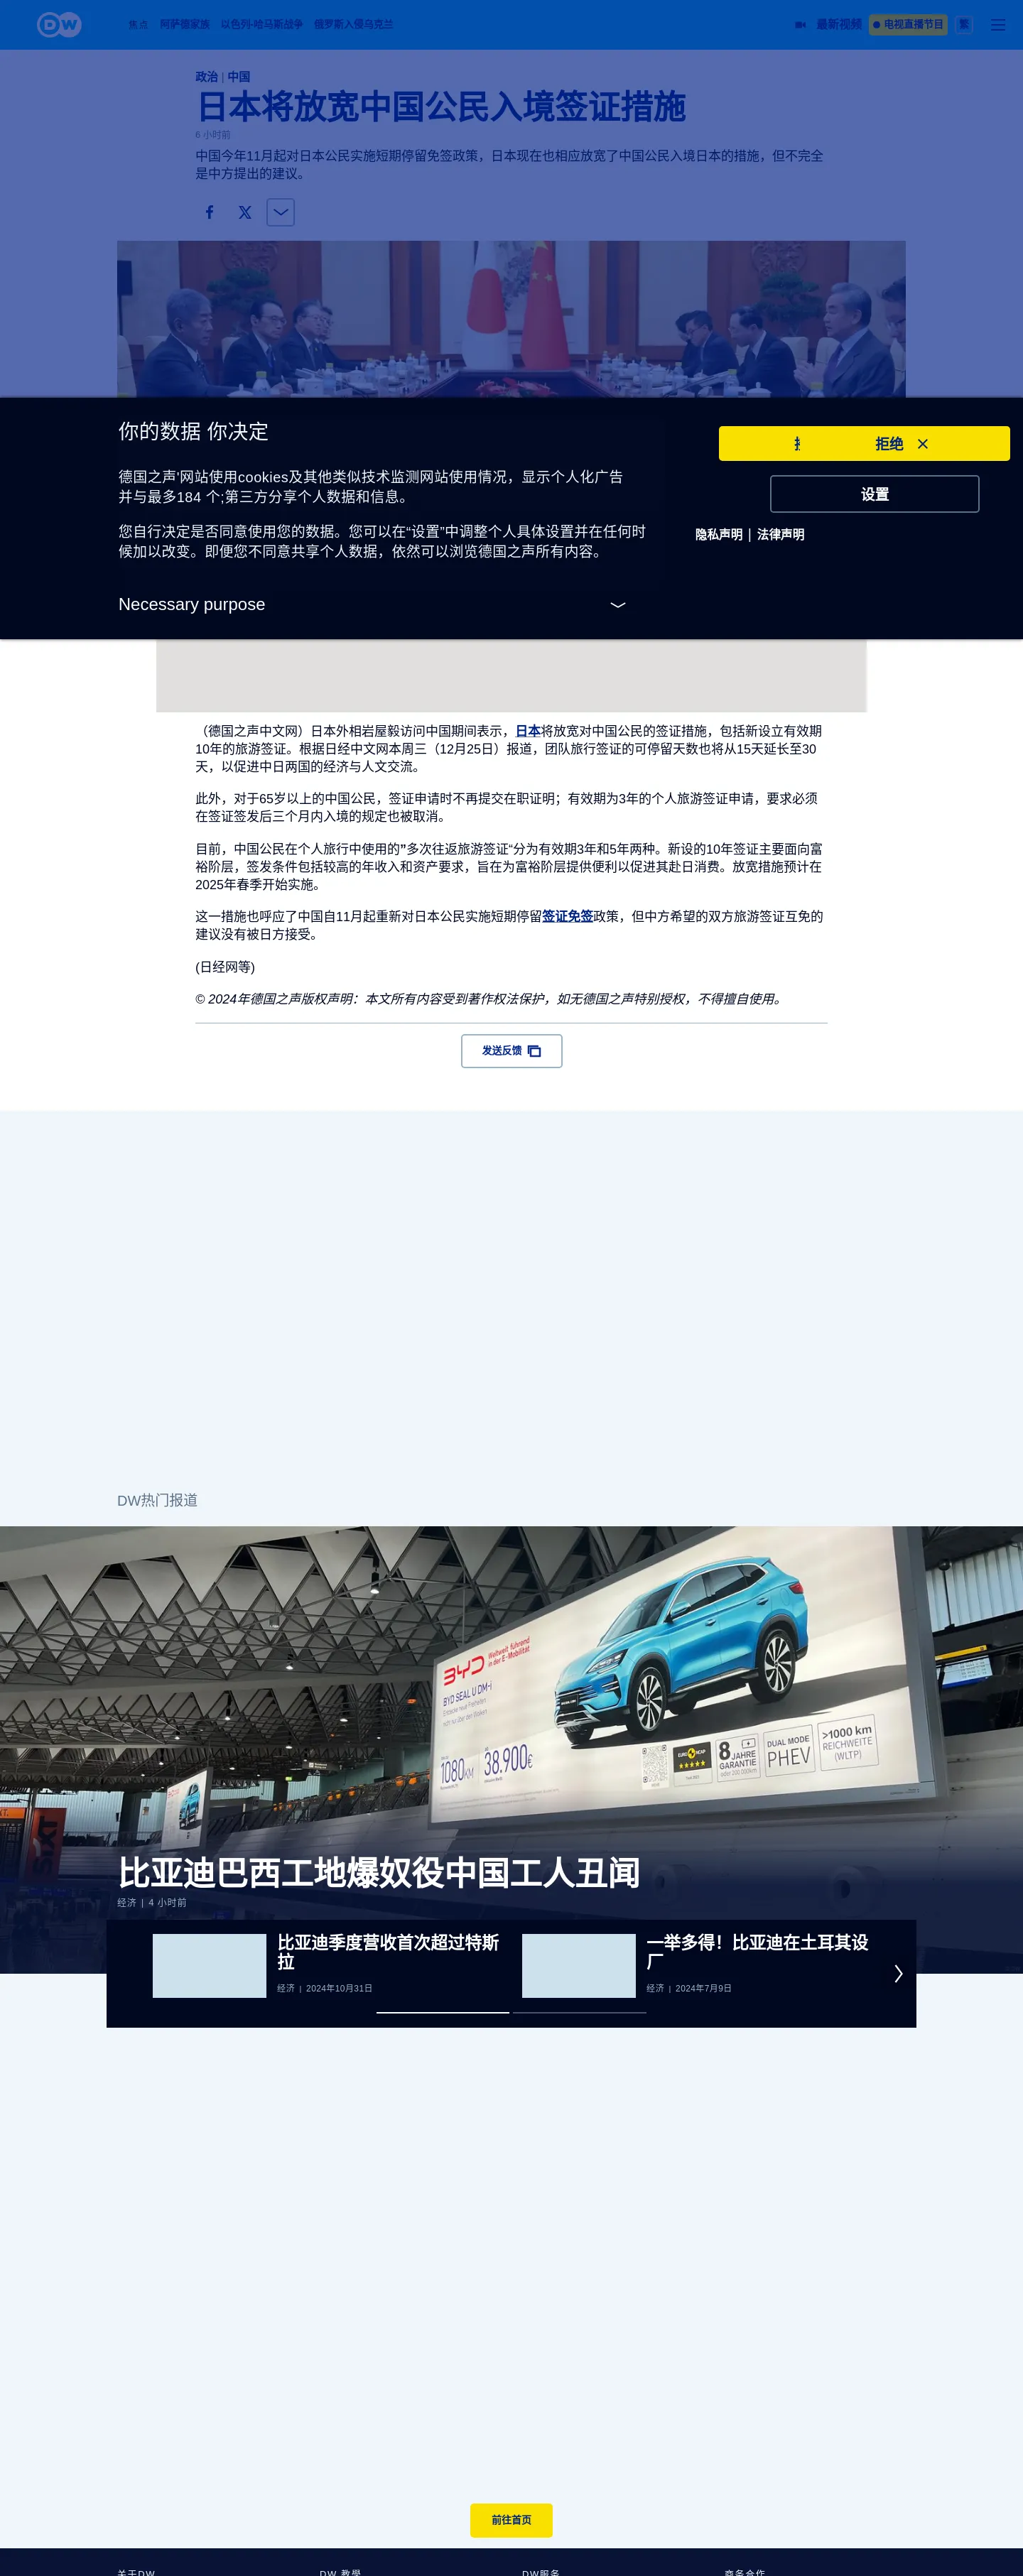 DW
焦点 阿萨德家族 以色列-哈马斯战争 俄罗斯入侵乌克兰
最新视频 电视直播节目 繁
政治 | 中国
日本将放宽中国公民入境签证措施
6 小时前
中国今年11月起对日本公民实施短期停留免签政策，日本现在也相应放宽了中国公民入境日本的措施，但不完全
是中方提出的建议。
你的数据 你决定
德国之声'网站使用cookies及其他类似技术监测网站使用情况，显示个人化广告
并与最多184 个;第三方分享个人数据和信息。
您自行决定是否同意使用您的数据。您可以在“设置”中调整个人具体设置并在任何时
候加以改变。即便您不同意共享个人数据，依然可以浏览德国之声所有内容。
Necessary purpose
拒绝
设置
隐私声明 | 法律声明
（德国之声中文网）日本外相岩屋毅访问中国期间表示，日本将放宽对中国公民的签证措施，包括新设立有效期
10年的旅游签证。根据日经中文网本周三（12月25日）报道，团队旅行签证的可停留天数也将从15天延长至30
天，以促进中日两国的经济与人文交流。
此外，对于65岁以上的中国公民，签证申请时不再提交在职证明；有效期为3年的个人旅游签证申请，要求必须
在签证签发后三个月内入境的规定也被取消。
目前，中国公民在个人旅行中使用的❞多次往返旅游签证“分为有效期3年和5年两种。新设的10年签证主要面向富
裕阶层，签发条件包括较高的年收入和资产要求，旨在为富裕阶层提供便利以促进其赴日消费。放宽措施预计在
2025年春季开始实施。
这一措施也呼应了中国自11月起重新对日本公民实施短期停留签证免签政策，但中方希望的双方旅游签证互免的
建议没有被日方接受。
(日经网等)
© 2024年德国之声版权声明：本文所有内容受到著作权法保护，如无德国之声特别授权，不得擅自使用。
发送反馈
DW热门报道
BYD Weltweit führend
in der E-Mobilität
BYD SEAL U DM-i
1080KM 38.900€
EURO NCAP
8 JAHRE
GARANTIE
DUAL MODE
PHEV
>1000 km
REICHWEITE
(WLTP)
SIXT
比亚迪巴西工地爆奴役中国工人丑闻
经济 | 4 小时前
比亚迪季度营收首次超过特斯
拉
经济 | 2024年10月31日
一举多得！比亚迪在土耳其设
厂
经济 | 2024年7月9日
前往首页
关于DW DW 教學 DW服务 商务合作